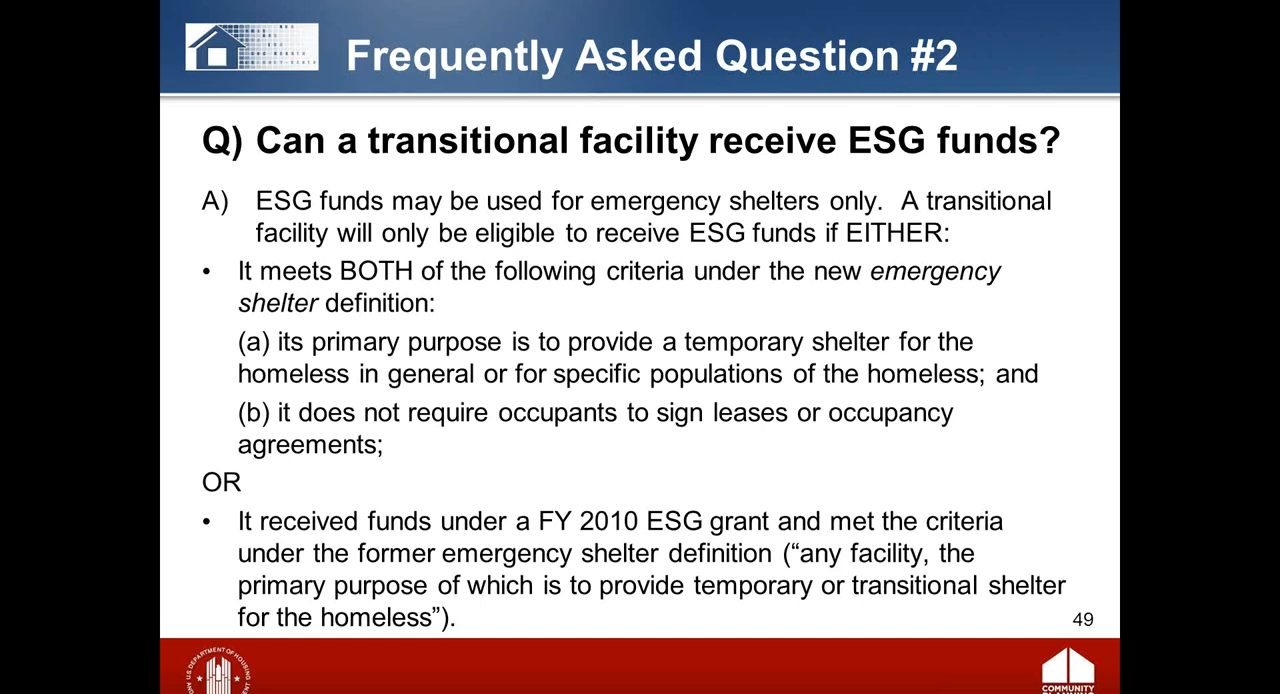 Frequently Asked Question #2
Q) Can a transitional facility receive ESG funds?
A) ESG funds may be used for emergency shelters only. A transitional
facility will only be eligible to receive ESG funds if EITHER:
• It meets BOTH of the following criteria under the new emergency
shelter definition:
(a) its primary purpose is to provide a temporary shelter for the
homeless in general or for specific populations of the homeless; and
(b) it does not require occupants to sign leases or occupancy
agreements;
OR
• It received funds under a FY 2010 ESG grant and met the criteria
under the former emergency shelter definition (“any facility, the
primary purpose of which is to provide temporary or transitional shelter
for the homeless”).
49
U.S. DEPARTMENT OF HOUSING
COMMUNITY